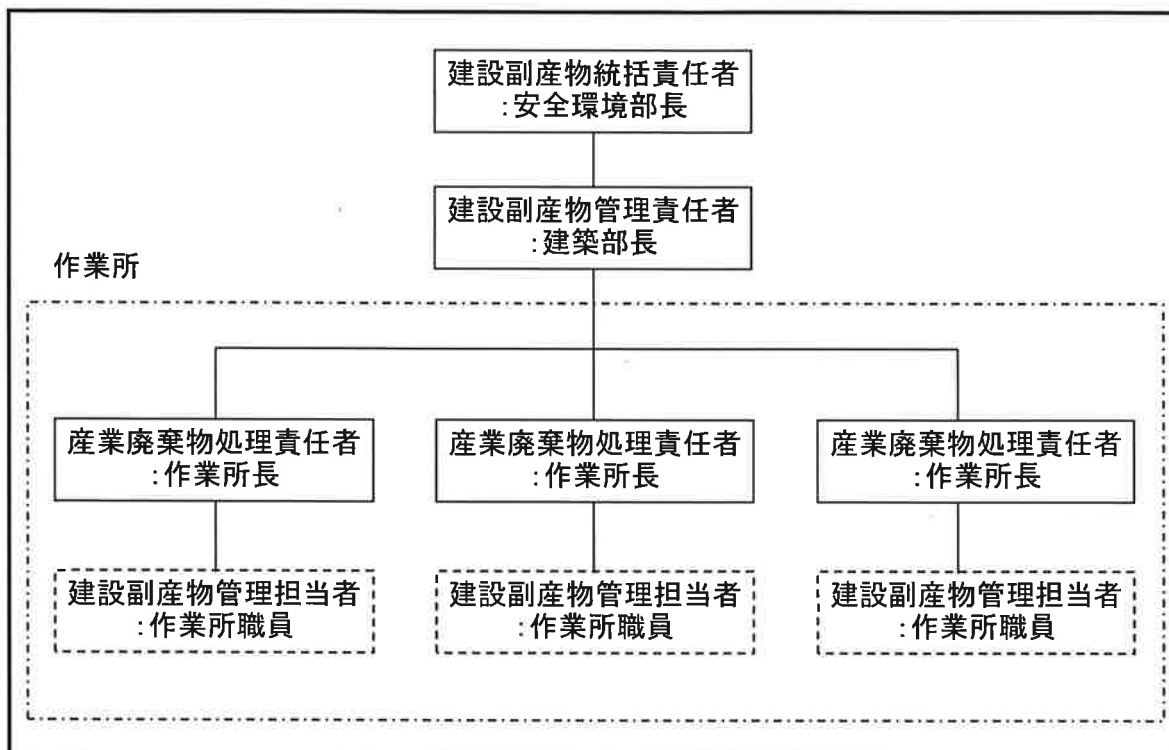 建設副産物統括責任者
:安全環境部長
建設副産物管理責任者
:建築部長
作業所
産業廃棄物処理責任者
:作業所長
産業廃棄物処理責任者
:作業所長
産業廃棄物処理責任者
:作業所長
建設副産物管理担当者
:作業所職員
建設副産物管理担当者
:作業所職員
建設副産物管理担当者
:作業所職員